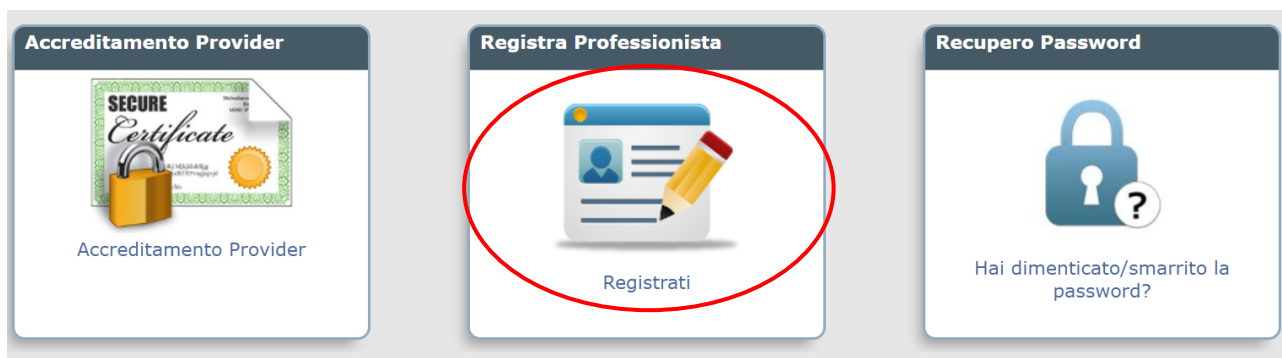 Accreditamento Provider
SECURE
Certificate
Accreditamento Provider
Registra Professionista
Registrati
Recupero Password
?
Hai dimenticato/smarrito la
password?